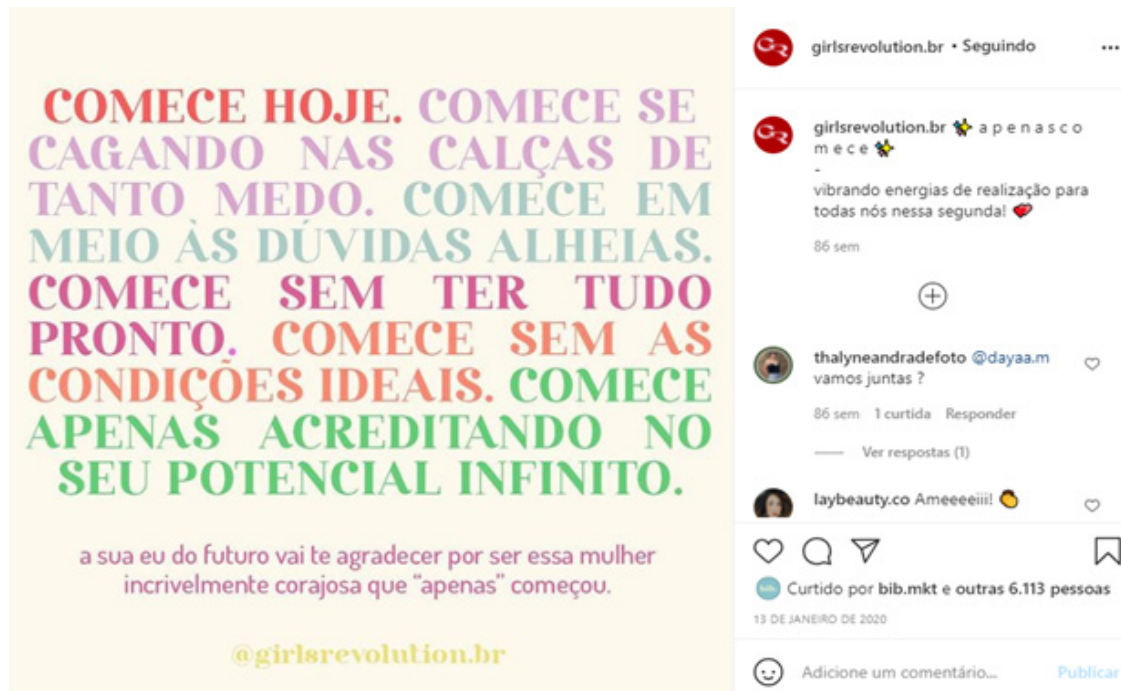 COMECE HOJE. COMECE SE
CAGANDO NAS CALÇAS DE
TANTO MEDO. COMECE EM
MEIO ÀS DÚVIDAS ALHEIAS.
COMECE SEM TER TUDO
PRONTO. COMECE SEM AS
CONDIÇÕES IDEAIS. COMECE
APENAS ACREDITANDO NO
SEU POTENCIAL INFINITO.
a sua eu do futuro vai te agradecer por ser essa mulher
incrivelmente corajosa que "apenas" começou.
@girlsrevolution.br
GR
girlsrevolution.br • Seguindo
GR
girlsrevolution.br a p e n a s c o
m e c e
-
vibrando energias de realização para
todas nós nessa segunda!
86 sem
thalyneandradefoto @dayaa.m
vamos juntas ?
86 sem 1 curtida Responder
Ver respostas (1)
laybeauty.co Ameeeeiii!
Curtido por bib.mkt e outras 6.113 pessoas
13 DE JANEIRO DE 2020
Adicione um comentário... Publicar